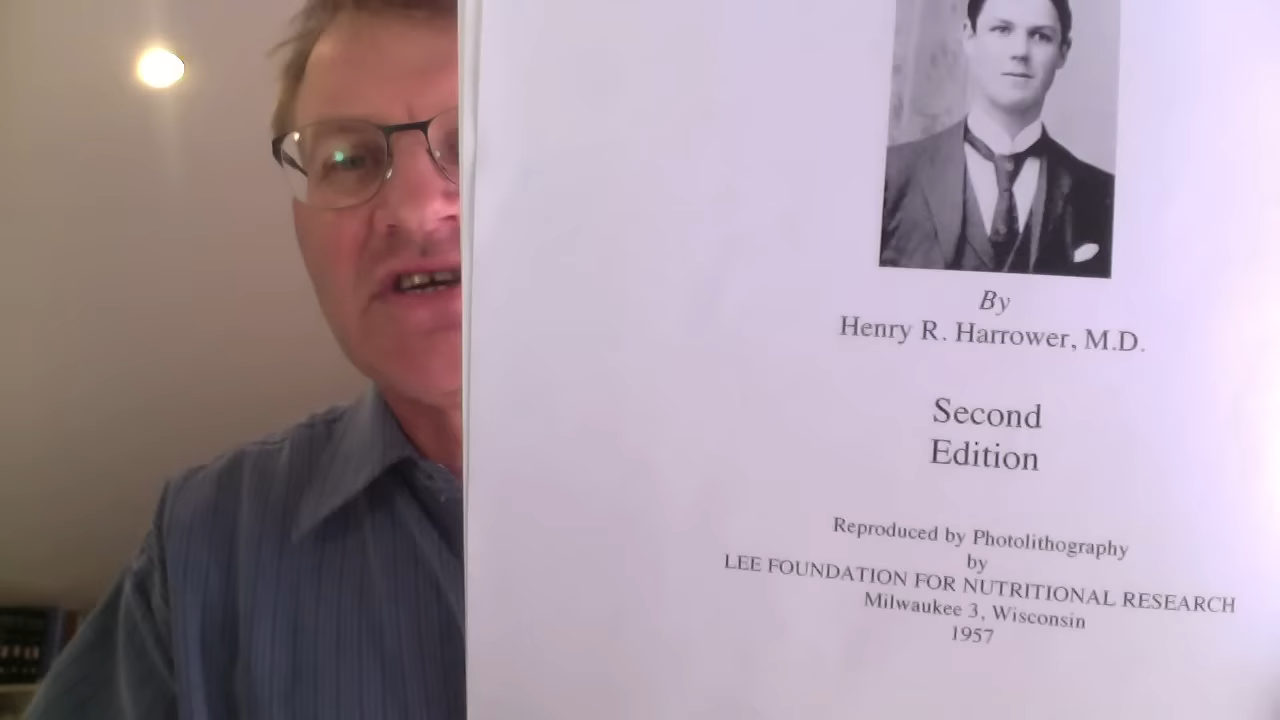 By
Henry R. Harrower, M.D.
Second
Edition
Reproduced by Photolithography
by
LEE FOUNDATION FOR NUTRITIONAL RESEARCH
Milwaukee 3, Wisconsin
1957